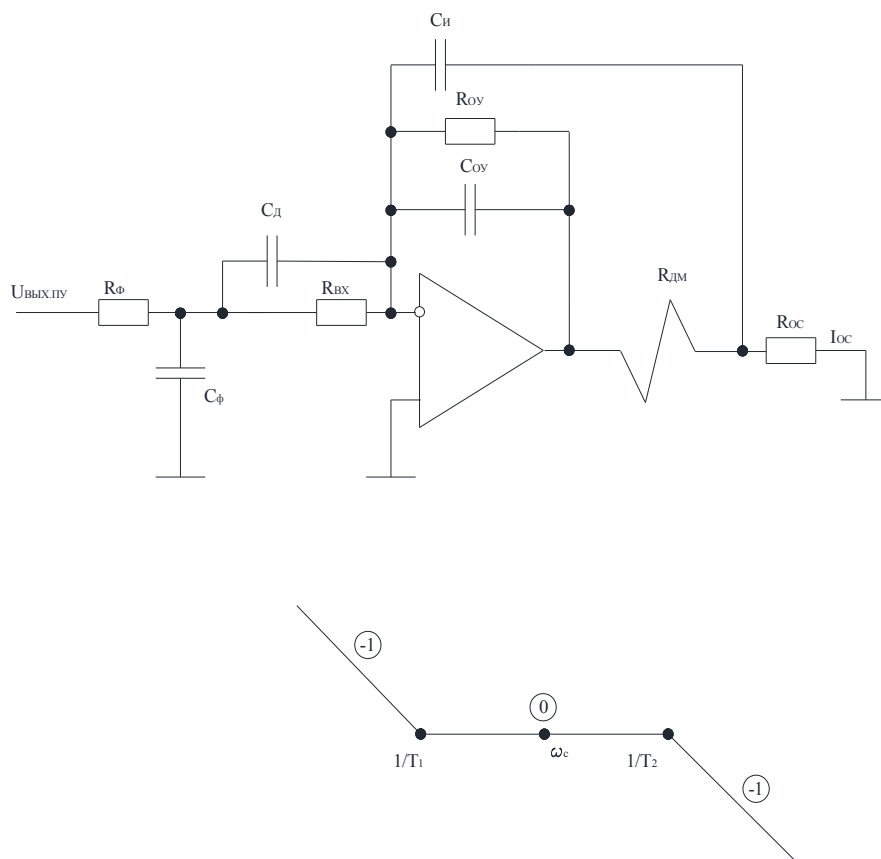 CИ
RОУ
CОУ
CД
RДМ
UВЫХ.ПУ
RФ
RВХ
RОС
IОС
Cф
-1
0
1/T1
ωc
1/T2
-1